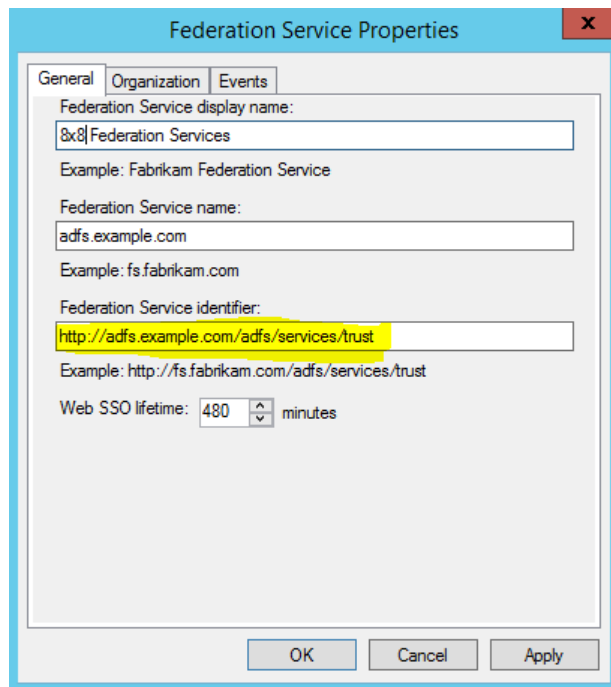 Federation Service Properties
x
General Organization Events
Federation Service display name:
8x8 Federation Services
Example: Fabrikam Federation Service
Federation Service name:
adfs.example.com
Example: fs.fabrikam.com
Federation Service identifier:
http://adfs.example.com/adfs/services/trust
Example: http://fs.fabrikam.com/adfs/services/trust
Web SSO lifetime: 480 minutes
OK Cancel Apply